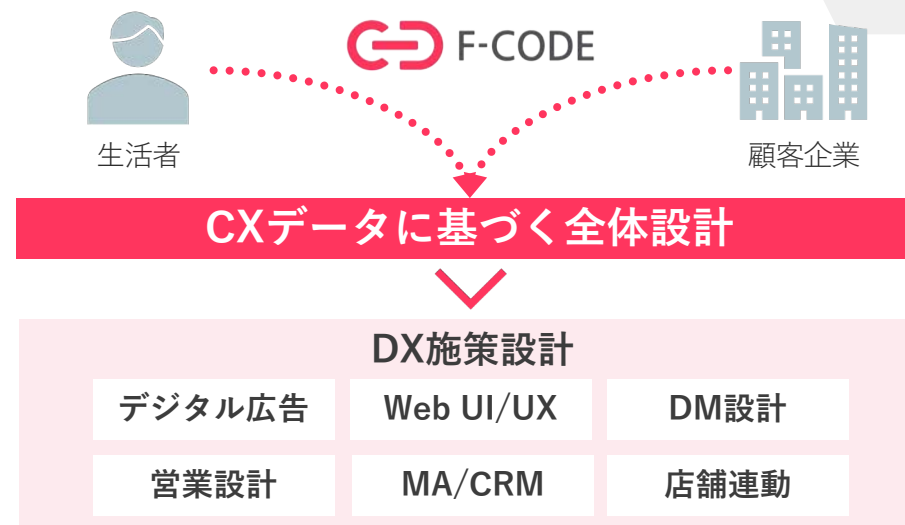 F-CODE
生活者
顧客企業
CXデータに基づく全体設計
DX施策設計
デジタル広告
Web UI/UX
DM設計
営業設計
MA/CRM
店舗連動